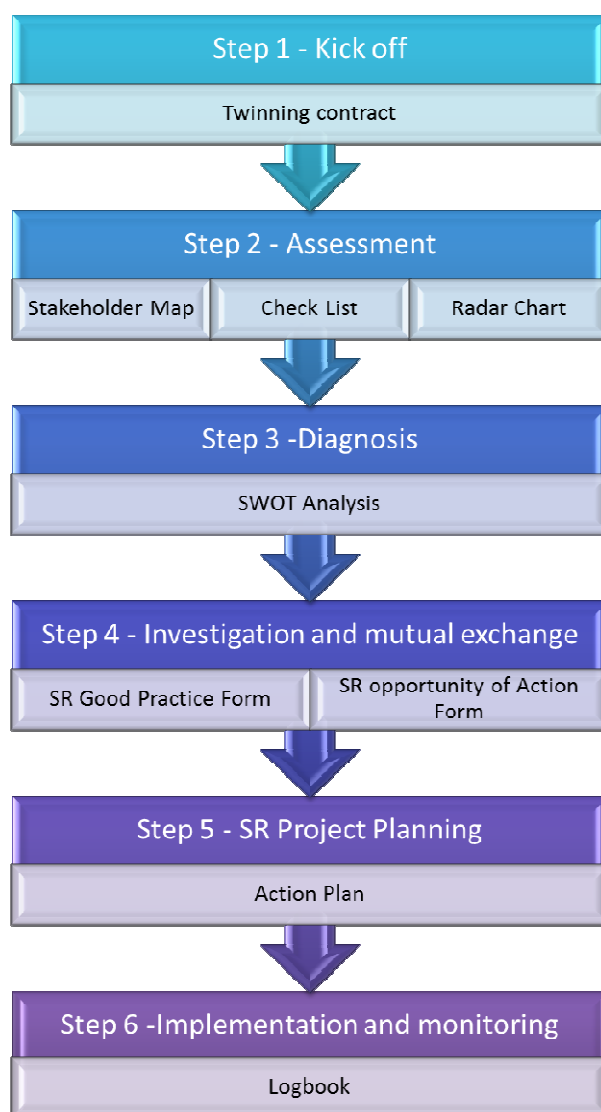 Step 1 - Kick off
Twinning contract
Step 2 - Assessment
Stakeholder Map
Check List
Radar Chart
Step 3 -Diagnosis
SWOT Analysis
Step 4 - Investigation and mutual exchange
SR Good Practice Form
SR opportunity of Action
Form
Step 5 - SR Project Planning
Action Plan
Step 6 -Implementation and monitoring
Logbook